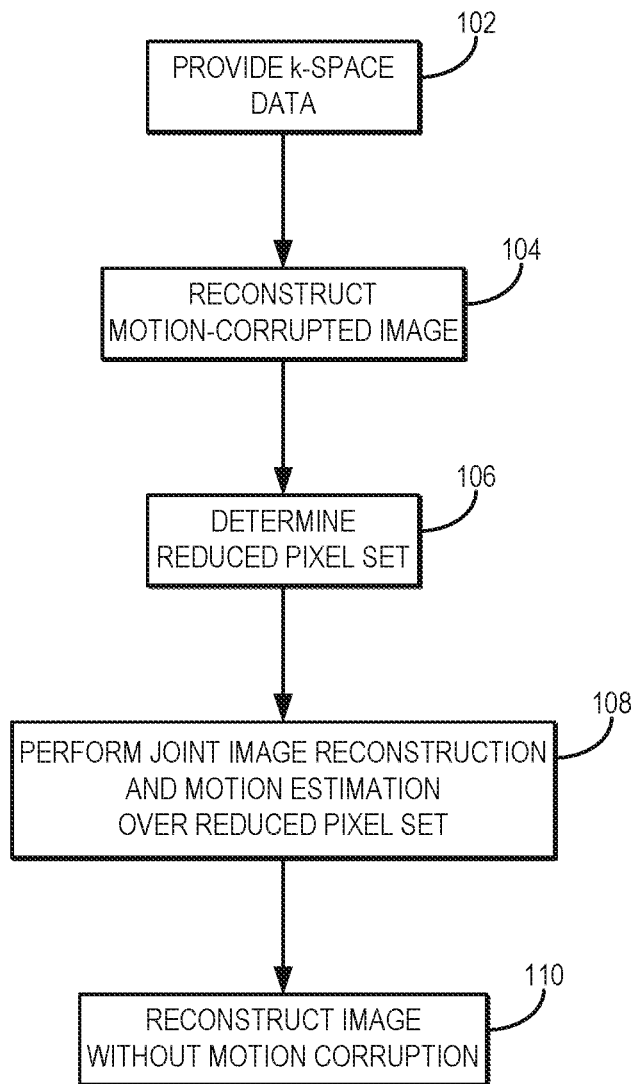 102
PROVIDE k-SPACE
DATA
104
RECONSTRUCT
MOTION-CORRUPTED IMAGE
106
DETERMINE
REDUCED PIXEL SET
108
PERFORM JOINT IMAGE RECONSTRUCTION
AND MOTION ESTIMATION
OVER REDUCED PIXEL SET
110
RECONSTRUCT IMAGE
WITHOUT MOTION CORRUPTION